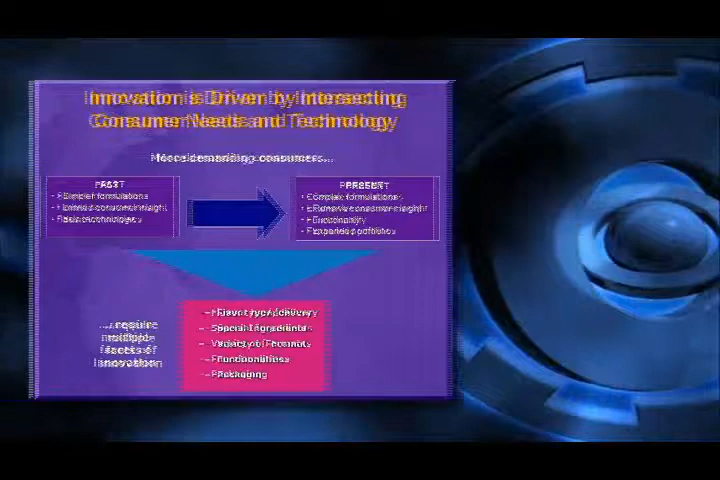 Innovation is Driven by Intersecting
Consumer Needs and Technology
More demanding consumers...
PAST
PRESENT
- Simpler formulations
- Limited consumer insight
- Basic technologies
- Complex formulations
- Extensive consumer insight
- Functionality
- Expanded portfolios
...require
multiple
facets of
innovation
– Flavor type/delivery
– Special Ingredients
– Variety of Formats
– Functionalities
– Packaging